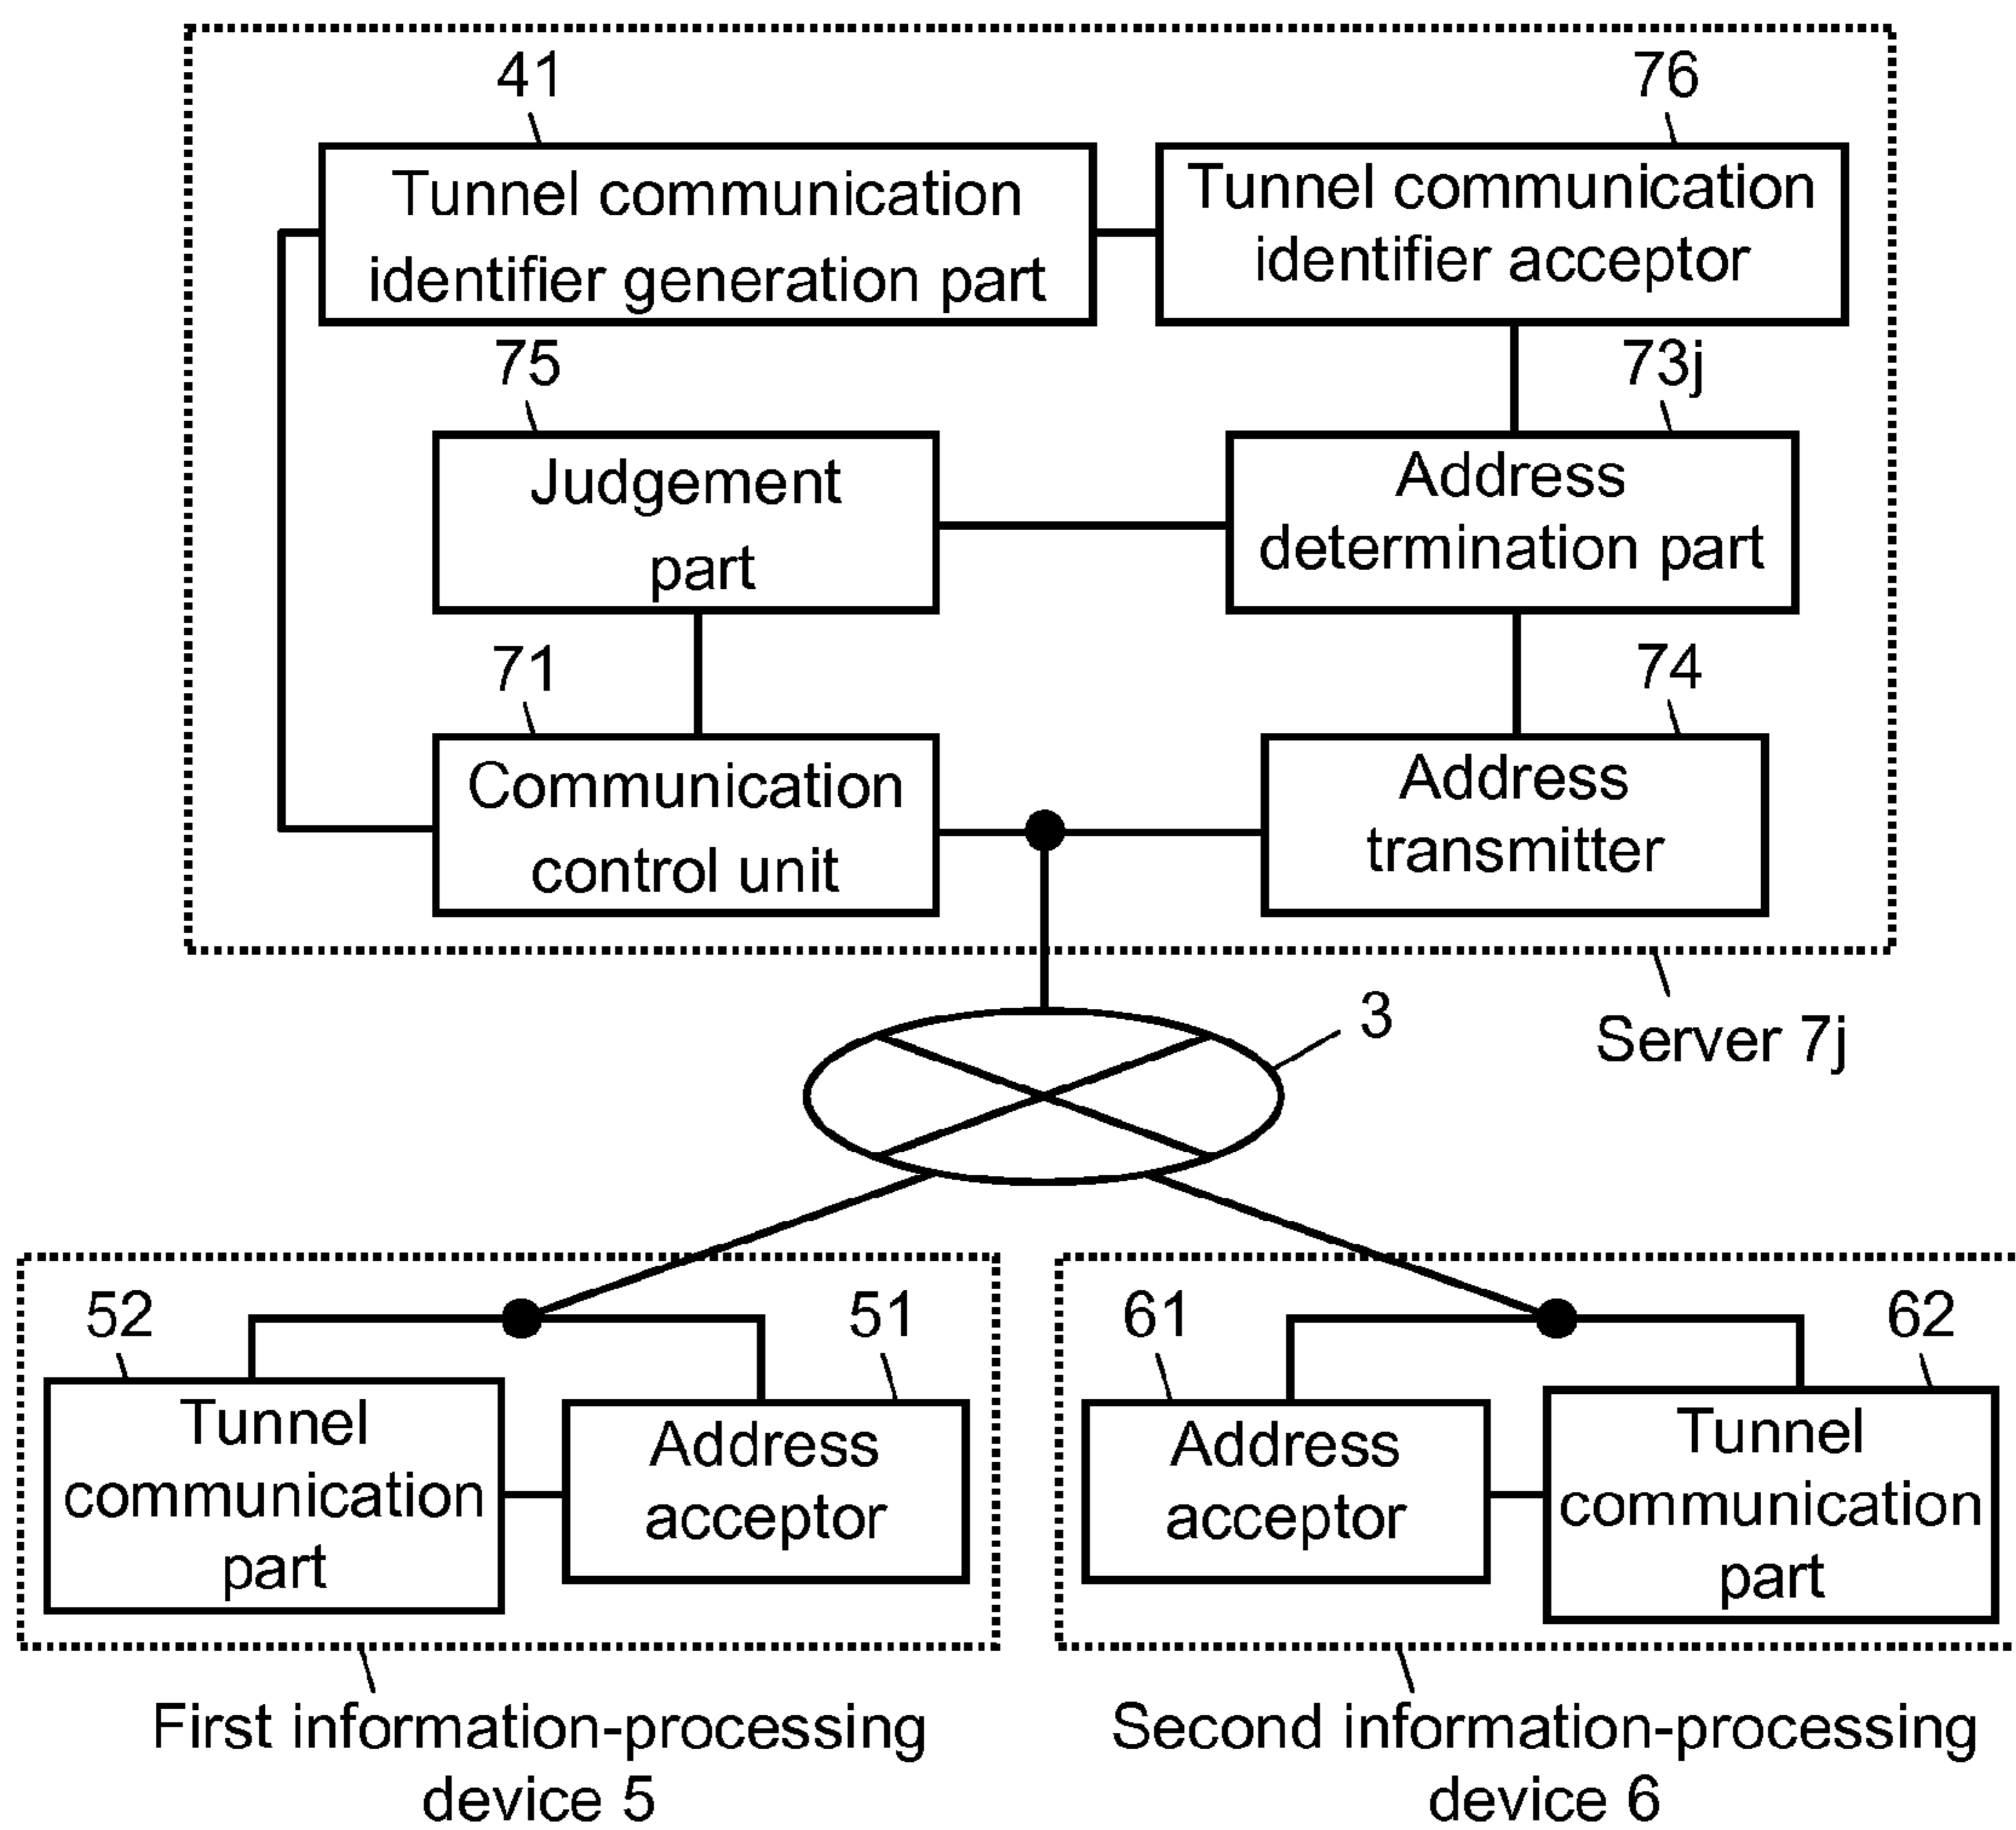 41
76
Tunnel communication
identifier generation part
Tunnel communication
identifier acceptor
75
73j
Judgement
part
Address
determination part
71
74
Communication
control unit
Address
transmitter
3
Server 7j
52
51
61
62
Tunnel
communication
part
Address
acceptor
Address
acceptor
Tunnel
communication
part
First information-processing
device 5
Second information-processing
device 6